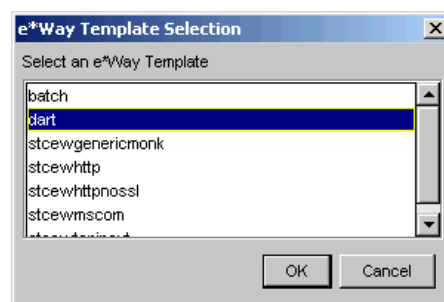 e*Way Template Selection
Select an e*Way Template
batch
dart
stcewgenericmonk
stcewhttp
stcewhttpnossl
stcewmscom
OK
Cancel